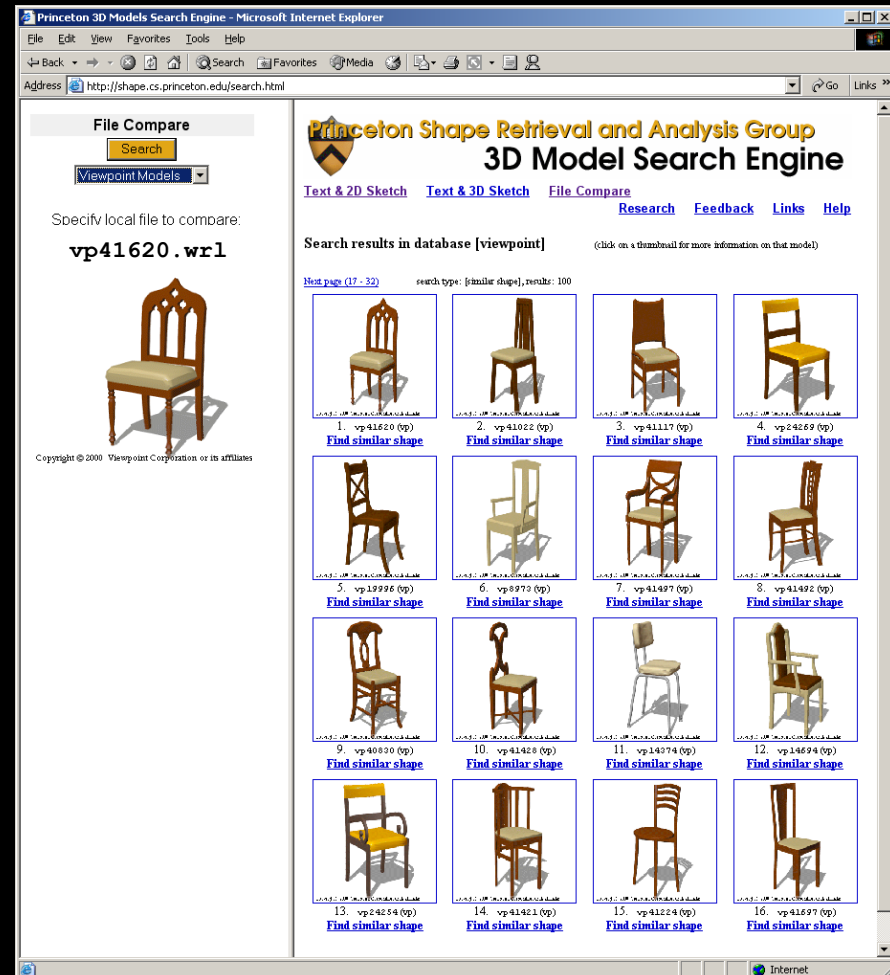 Princeton 3D Models Search Engine - Microsoft Internet Explorer
File Edit View Favorites Tools Help
Back Search Favorites Media
Address http://shape.cs.princeton.edu/search.html Go Links »
File Compare
Search
Viewpoint Models
Specify local file to compare:
vp41620.wrl
Copyright © 2000 Viewpoint Corporation or its affiliates
Princeton Shape Retrieval and Analysis Group
3D Model Search Engine
Text & 2D Sketch Text & 3D Sketch File Compare
Research Feedback Links Help
Search results in database [viewpoint] (click on a thumbnail for more information on that model)
Next page (17 - 32) search type: [similar shape], results: 100
1. vp41620 (vp) 2. vp41022 (vp) 3. vp41117 (vp) 4. vp24269 (vp)
Find similar shape Find similar shape Find similar shape Find similar shape
5. vp19996 (vp) 6. vp8973 (vp) 7. vp41497 (vp) 8. vp41492 (vp)
Find similar shape Find similar shape Find similar shape Find similar shape
9. vp40830 (vp) 10. vp41428 (vp) 11. vp14374 (vp) 12. vp14594 (vp)
Find similar shape Find similar shape Find similar shape Find similar shape
13. vp24254 (vp) 14. vp41421 (vp) 15. vp41224 (vp) 16. vp41597 (vp)
Find similar shape Find similar shape Find similar shape Find similar shape
Internet